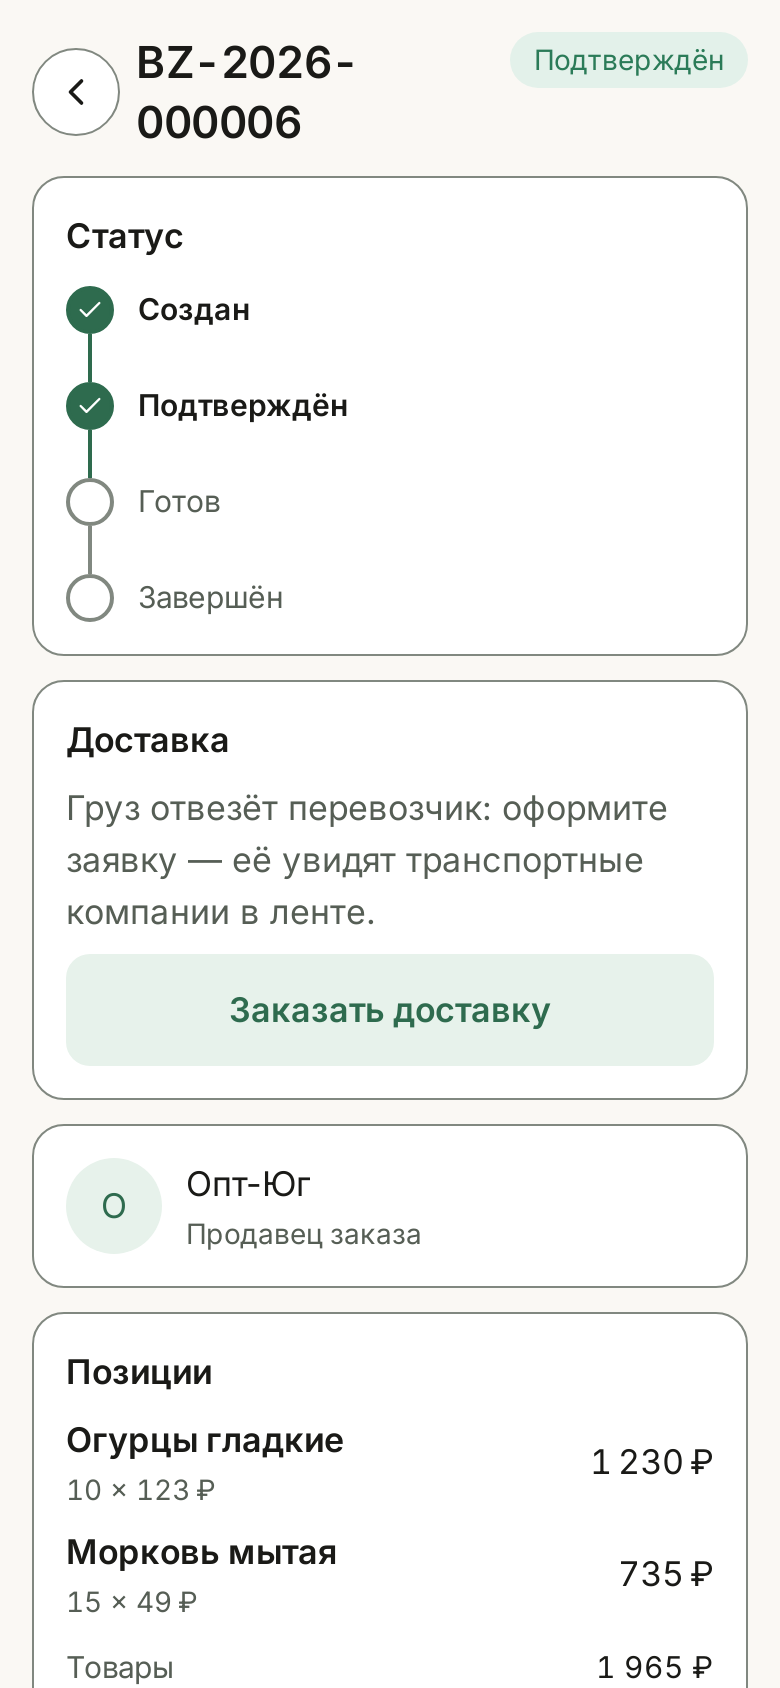 BZ-2026-
000006
Подтверждён
Статус
Создан
Подтверждён
Готов
Завершён
Доставка
Груз отвезёт перевозчик: оформите
заявку — её увидят транспортные
компании в ленте.
Заказать доставку
О
Опт-Юг
Продавец заказа
Позиции
Огурцы гладкие
1 230 ₽
10 × 123 ₽
Морковь мытая
735 ₽
15 × 49 ₽
Товары
1 965 ₽